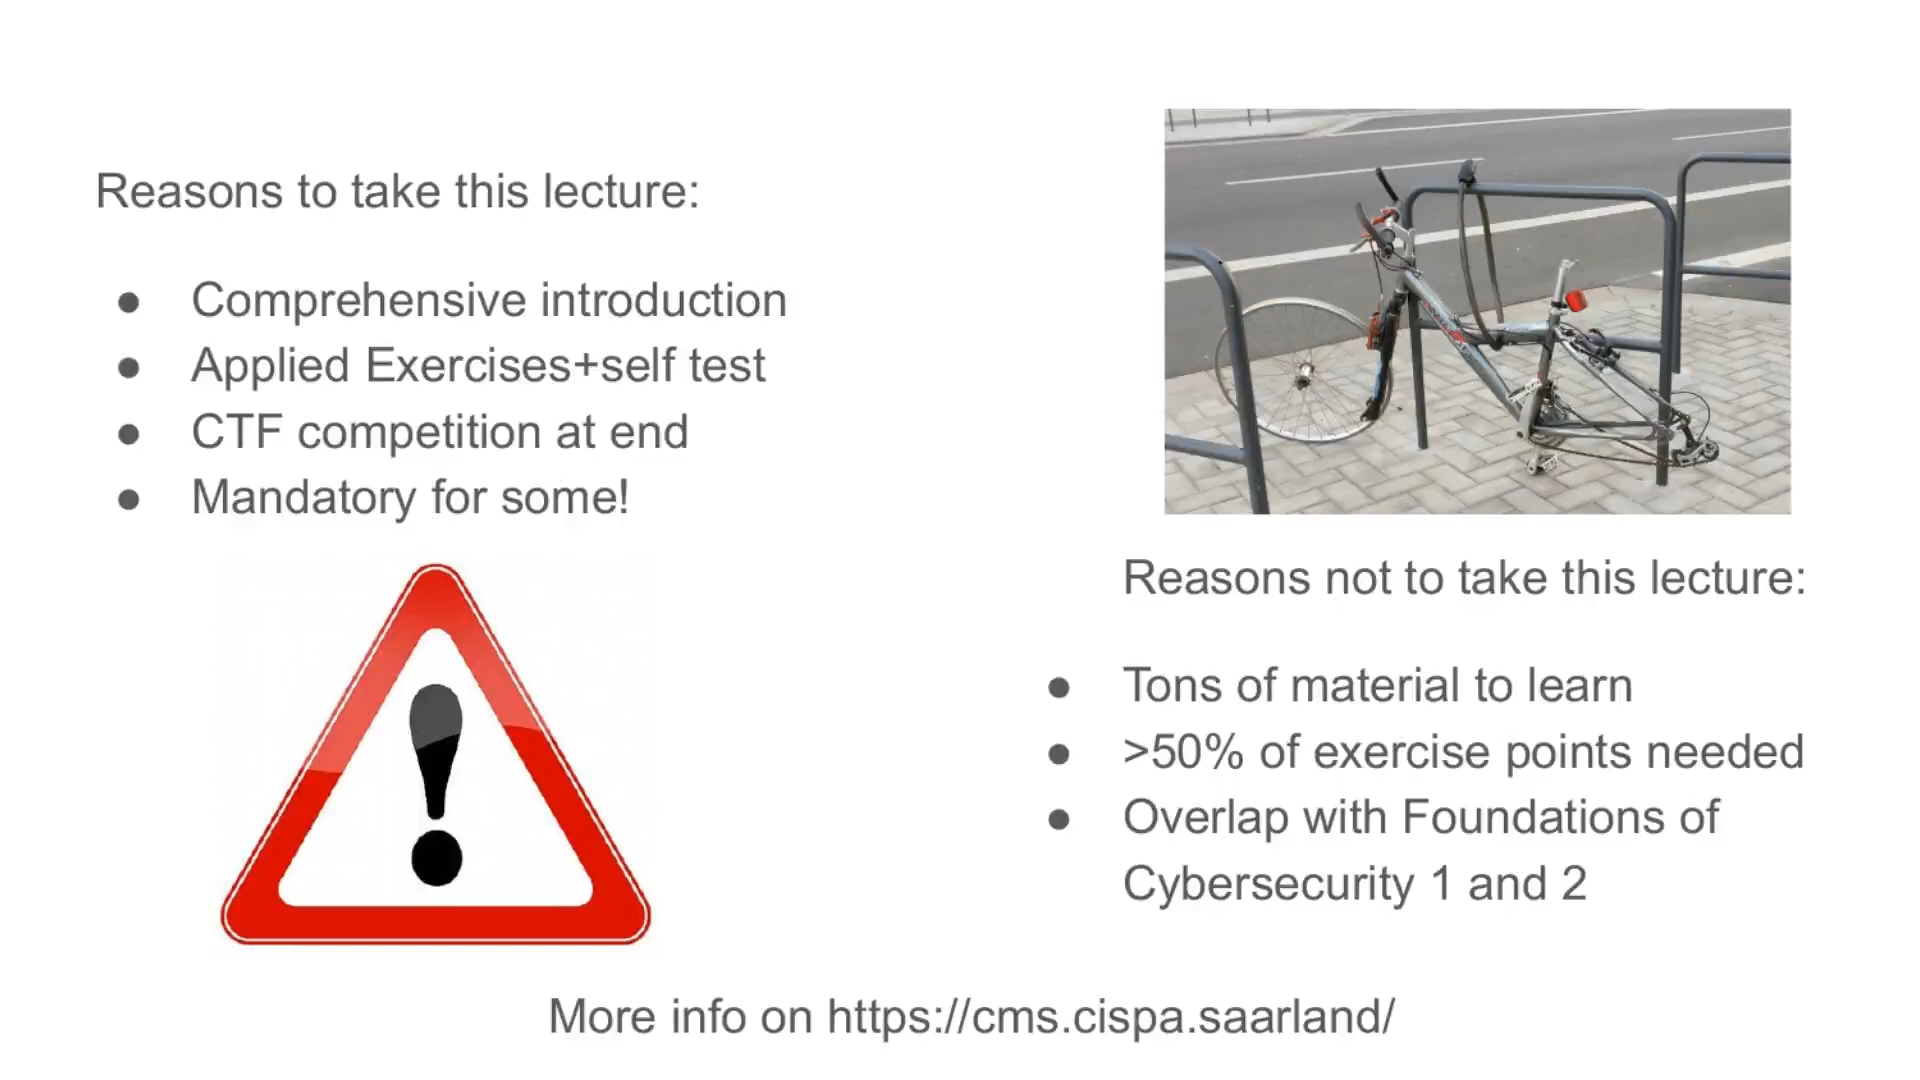 Reasons to take this lecture:
● Comprehensive introduction
● Applied Exercises+self test
● CTF competition at end
● Mandatory for some!
Reasons not to take this lecture:
● Tons of material to learn
● >50% of exercise points needed
● Overlap with Foundations of
Cybersecurity 1 and 2
More info on https://cms.cispa.saarland/